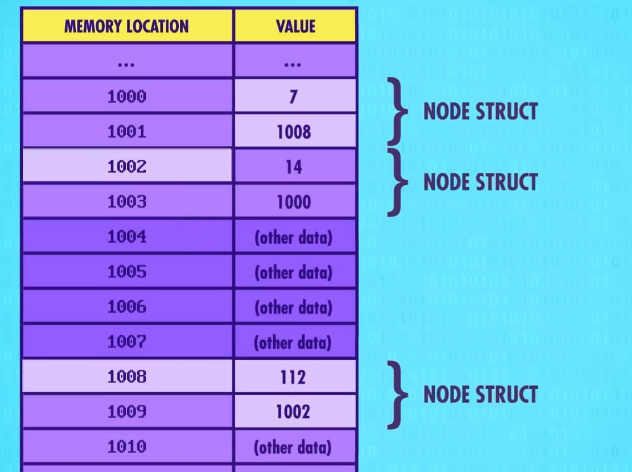 MEMORY LOCATION VALUE
... ...
1000 7
1001 1008
NODE STRUCT
1002 14
1003 1000
NODE STRUCT
1004 (other data)
1005 (other data)
1006 (other data)
1007 (other data)
1008 112
1009 1002
NODE STRUCT
1010 (other data)